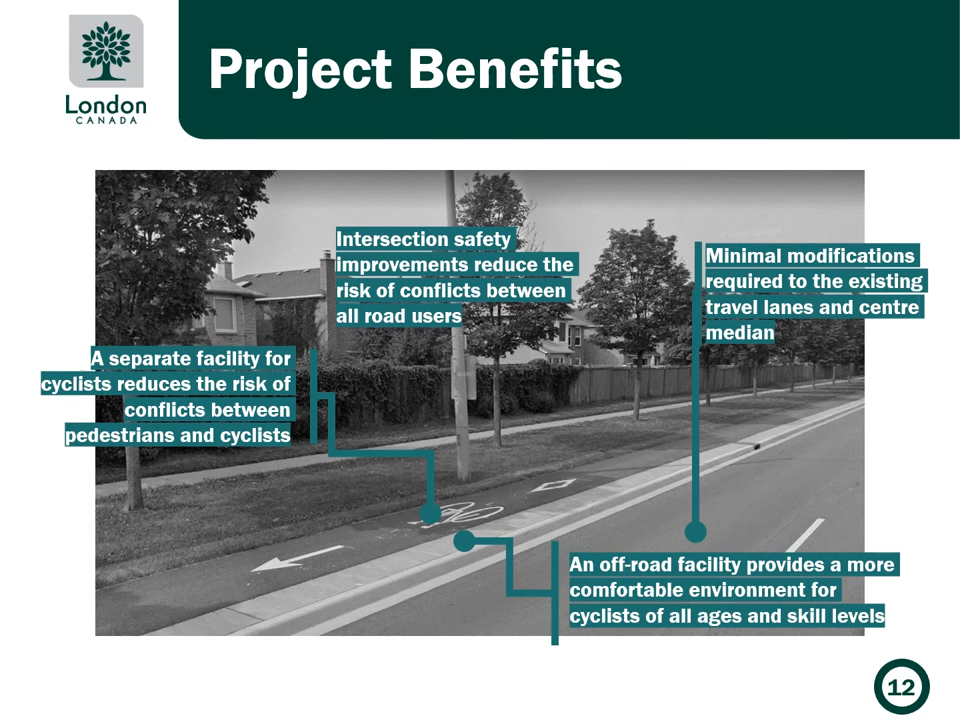 London
CANADA
Project Benefits
Intersection safety
improvements reduce the
risk of conflicts between
all road users
Minimal modifications
required to the existing
travel lanes and centre
median
A separate facility for
cyclists reduces the risk of
conflicts between
pedestrians and cyclists
An off-road facility provides a more
comfortable environment for
cyclists of all ages and skill levels
12